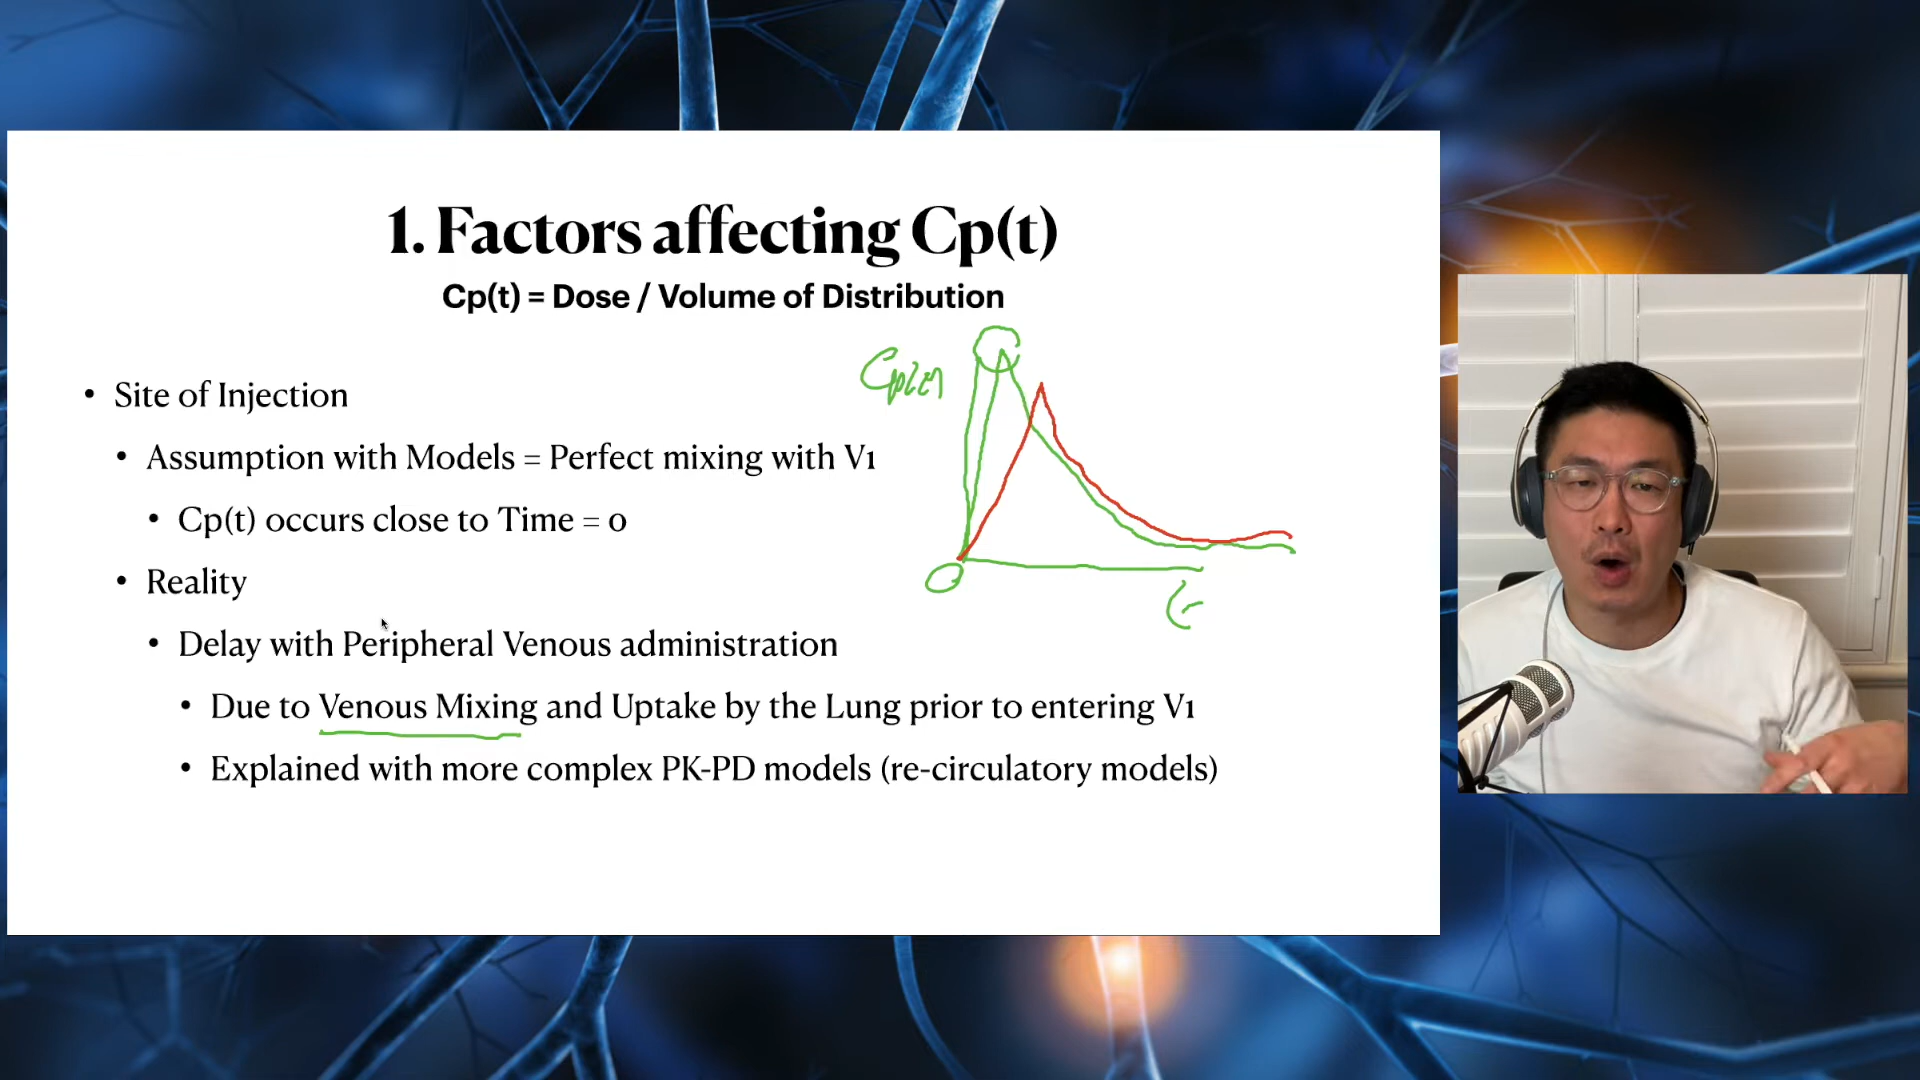 1. Factors affecting Cp(t)
Cp(t) = Dose / Volume of Distribution
• Site of Injection
• Assumption with Models = Perfect mixing with V1
• Cp(t) occurs close to Time = 0
• Reality
• Delay with Peripheral Venous administration
• Due to Venous Mixing and Uptake by the Lung prior to entering V1
• Explained with more complex PK-PD models (re-circulatory models)